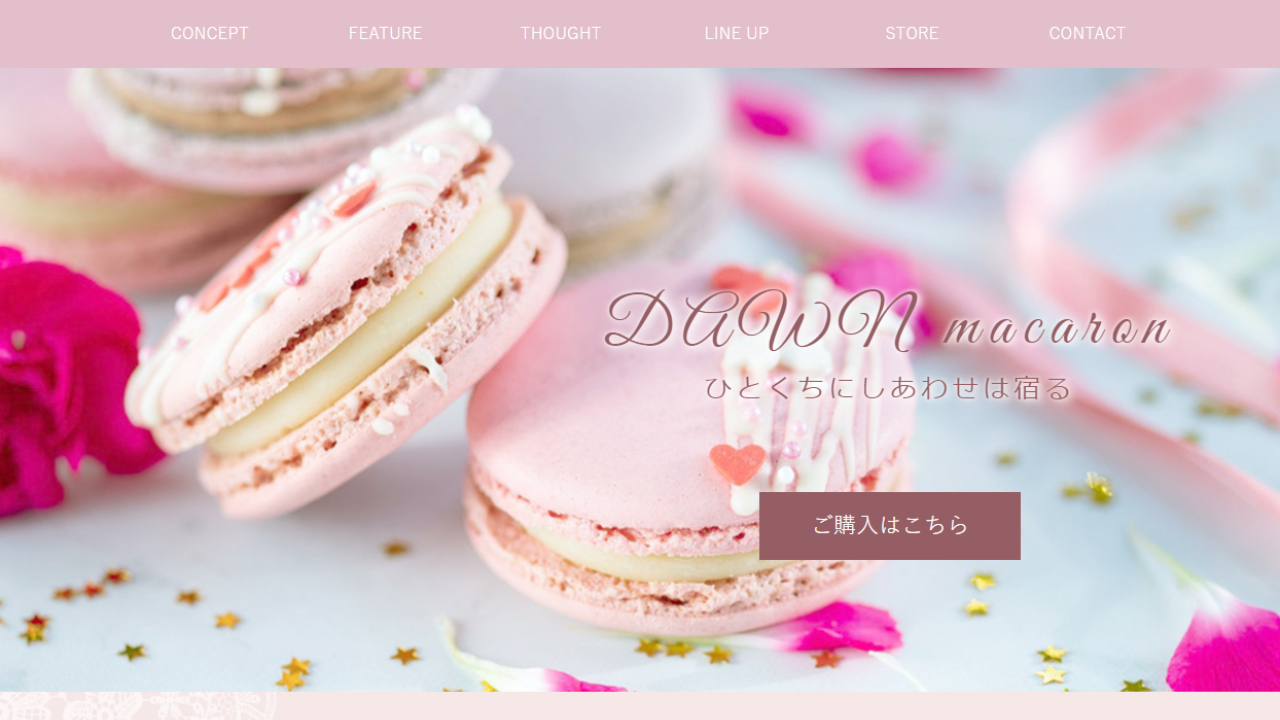 CONCEPT
FEATURE
THOUGHT
LINE UP
STORE
CONTACT
DAWN macaron
ひとくちにしあわせは宿る
ご購入はこちら